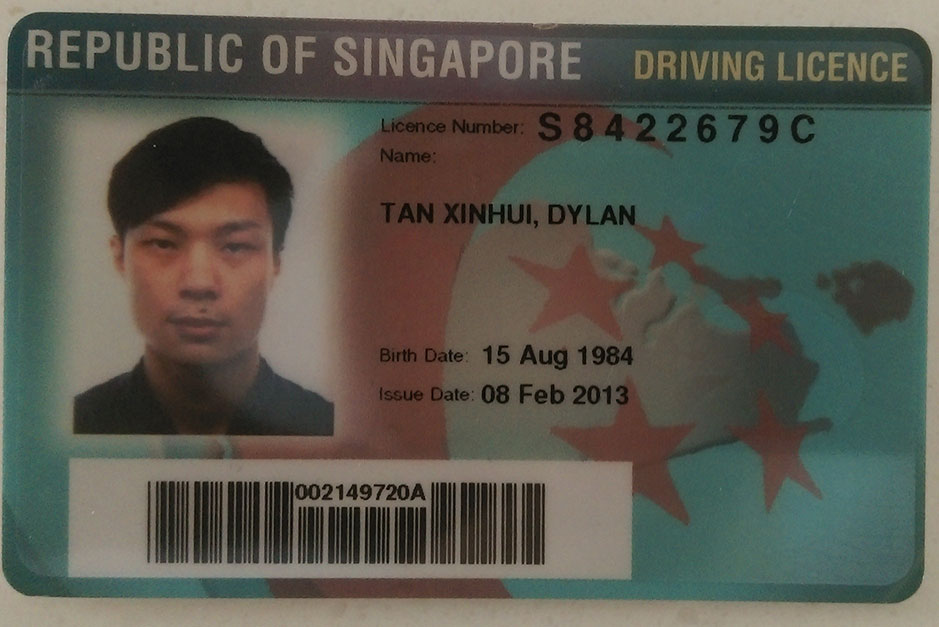 REPUBLIC OF SINGAPORE DRIVING LICENCE
Licence Number: S8422679C
Name:
TAN XINHUI, DYLAN
Birth Date: 15 Aug 1984
Issue Date: 08 Feb 2013
002149720A